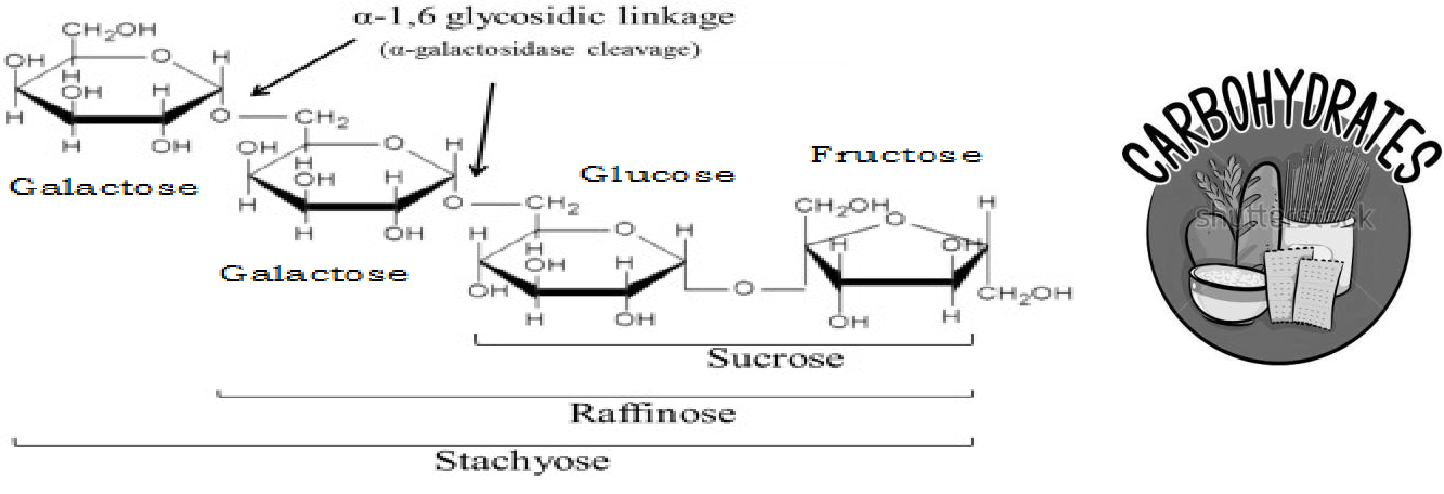 α-1,6 glycosidic linkage
(α-galactosidase cleavage)
CH₂OH
OH
O
H
H
OH
H
H
O
CH₂
H
OH
OH
O
H
H
OH
H
Galactose
H
O
CH₂
H
OH
Glucose
Fructose
CH₂OH
O
H
H
O
H
H
OH
H
OH
H
OH
Galactose
OH
O
CH₂OH
H
OH
OH
H
Sucrose
Raffinose
Stachyose
CARBOHYDRATES
shutterstock